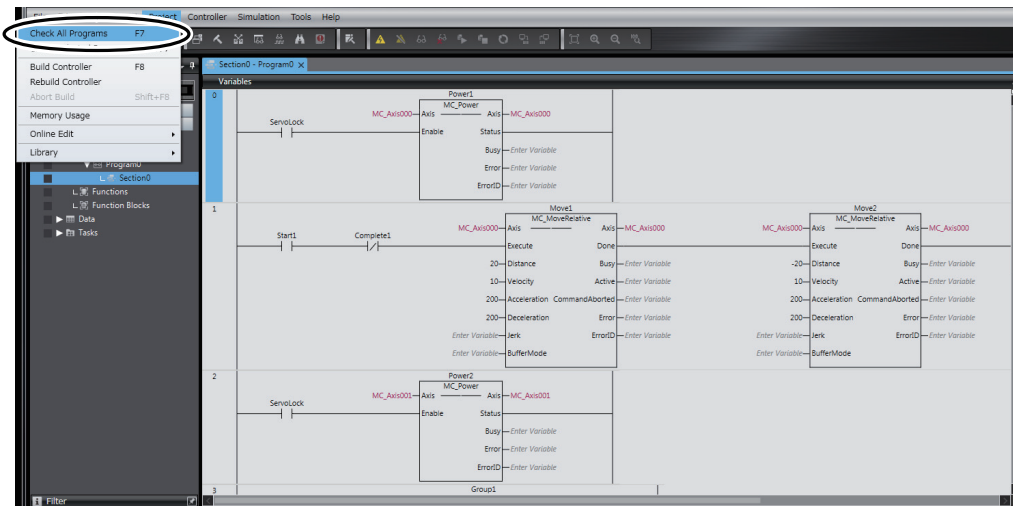 Project Controller Simulation Tools Help
Check All Programs F7
Build Controller F8
Rebuild Controller
Abort Build Shift+F8
Memory Usage
Online Edit
Library
Program0
Section0
Functions
Function Blocks
Data
Tasks
Filter
Section0 - Program0
Variables
0
Power1
MC_Power
MC_Axis000 Axis Axis MC_Axis000
ServoLock
Enable Status
Busy Enter Variable
Error Enter Variable
ErrorID Enter Variable
1
Move1 Move2
MC_MoveRelative MC_MoveRelative
MC_Axis000 Axis Axis MC_Axis000 MC_Axis000 Axis Axis MC_Axis000
Start1 Complete1
Execute Done Execute Done
20 Distance Busy Enter Variable -20 Distance Busy Enter Variable
10 Velocity Active Enter Variable 10 Velocity Active Enter Variable
200 Acceleration CommandAborted Enter Variable 200 Acceleration CommandAborted Enter Variable
200 Deceleration Error Enter Variable 200 Deceleration Error Enter Variable
Enter Variable Jerk ErrorID Enter Variable Enter Variable Jerk ErrorID Enter Variable
Enter Variable BufferMode Enter Variable BufferMode
2
Power2
MC_Power
MC_Axis001 Axis Axis MC_Axis001
ServoLock
Enable Status
Busy Enter Variable
Error Enter Variable
ErrorID Enter Variable
3
Group1